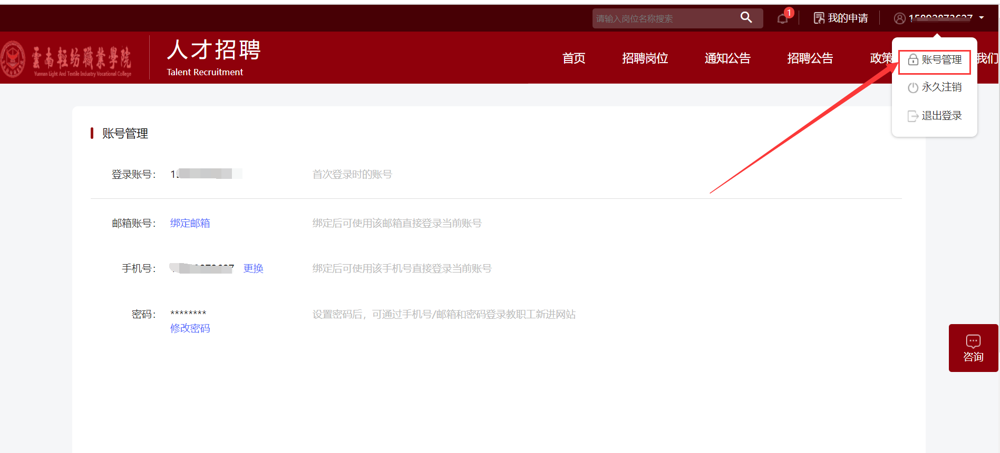 请输入岗位名称搜索
1
我的申请
雲南輕纺職業學院
Yunnan Light And Textile Industry Vocational College
人才招聘
Talent Recruitment
首页
招聘岗位
通知公告
招聘公告
政策
我们
账号管理
永久注销
退出登录
账号管理
登录账号：
首次登录时的账号
邮箱账号：
绑定邮箱
绑定后可使用该邮箱直接登录当前账号
手机号：
更换
绑定后可使用该手机号直接登录当前账号
密码：
********
设置密码后，可通过手机号/邮箱和密码登录教职工新进网站
修改密码
咨询